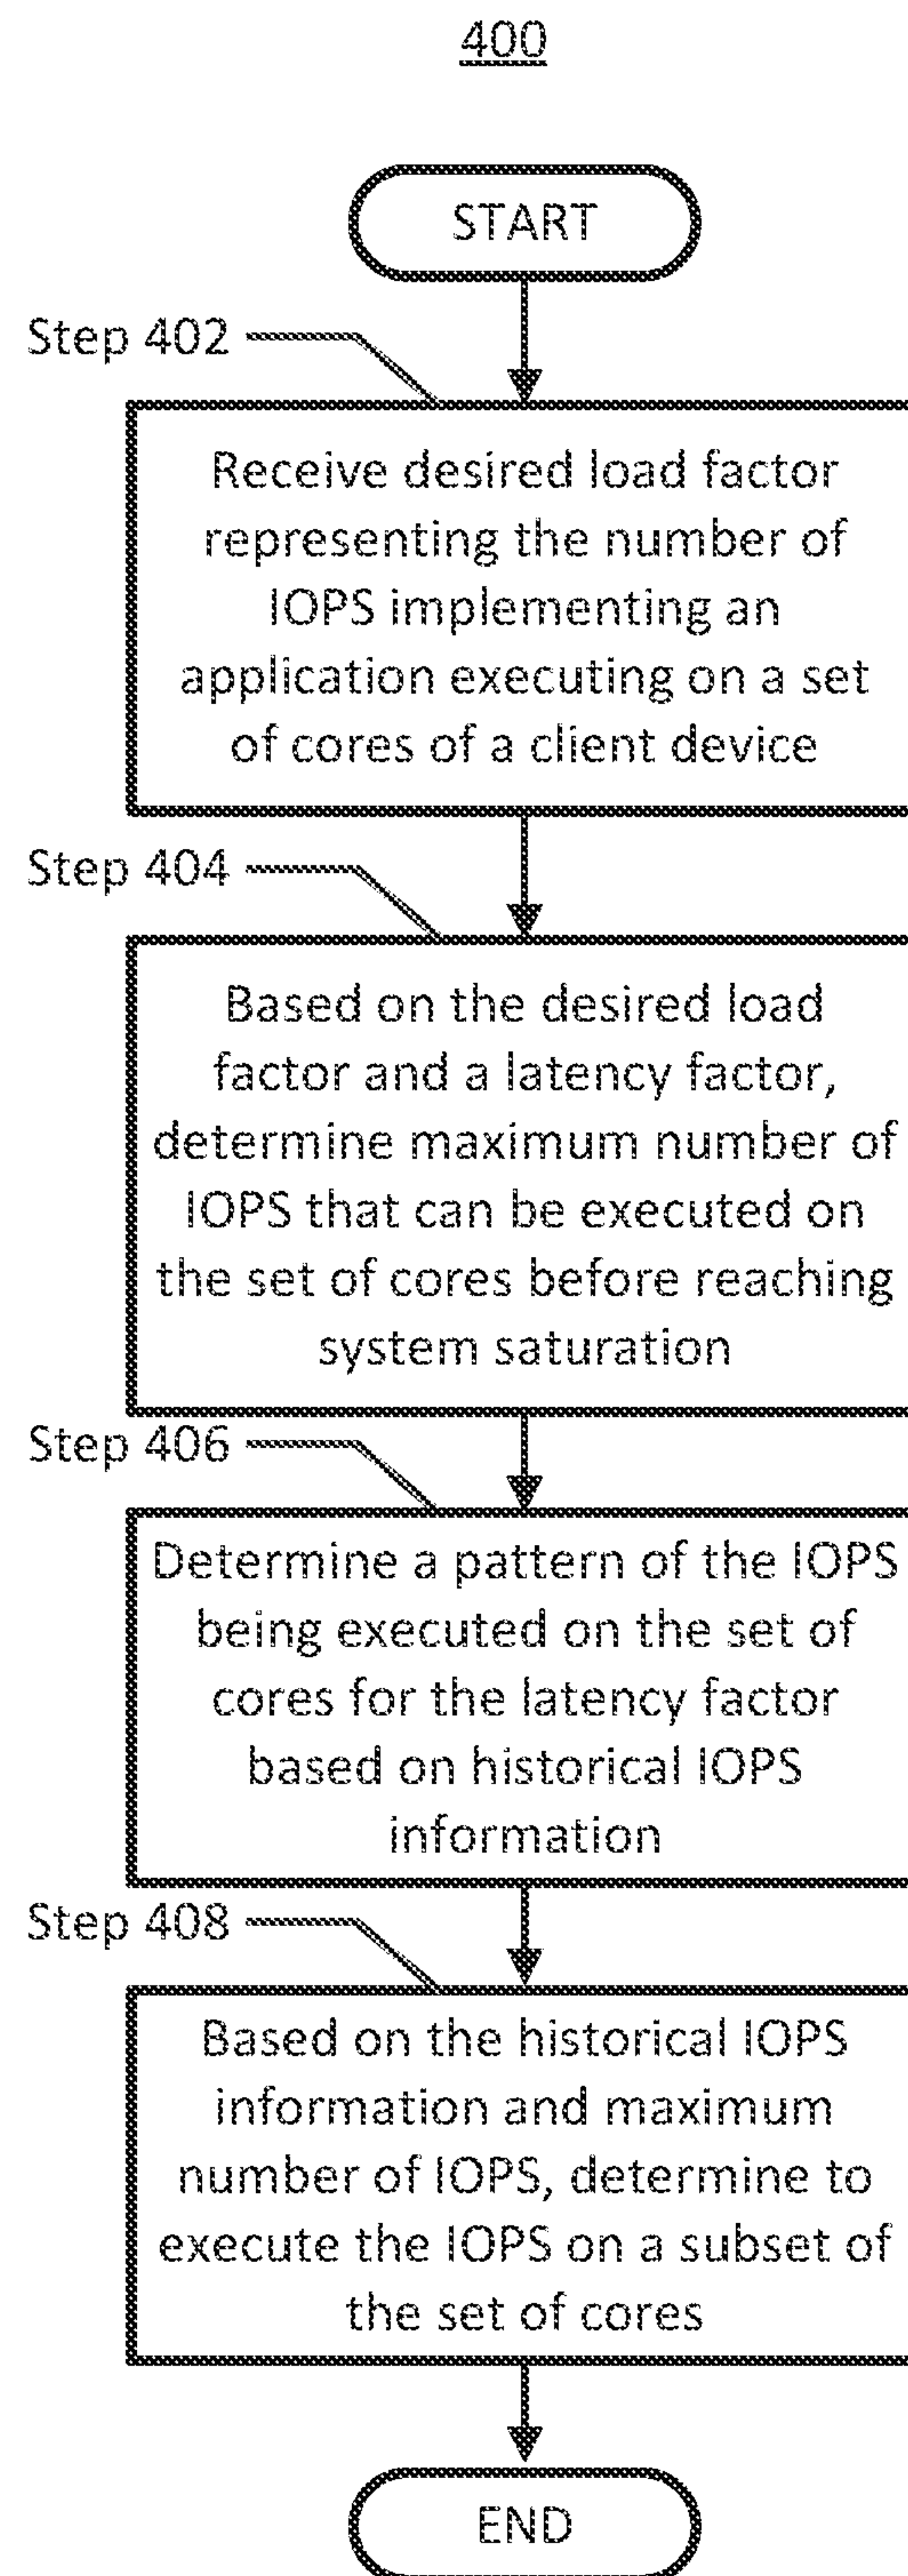 400
START
Step 402
Receive desired load factor
representing the number of
IOPS implementing an
application executing on a set
of cores of a client device
Step 404
Based on the desired load
factor and a latency factor,
determine maximum number of
IOPS that can be executed on
the set of cores before reaching
system saturation
Step 406
Determine a pattern of the IOPS
being executed on the set of
cores for the latency factor
based on historical IOPS
information
Step 408
Based on the historical IOPS
information and maximum
number of IOPS, determine to
execute the IOPS on a subset of
the set of cores
END